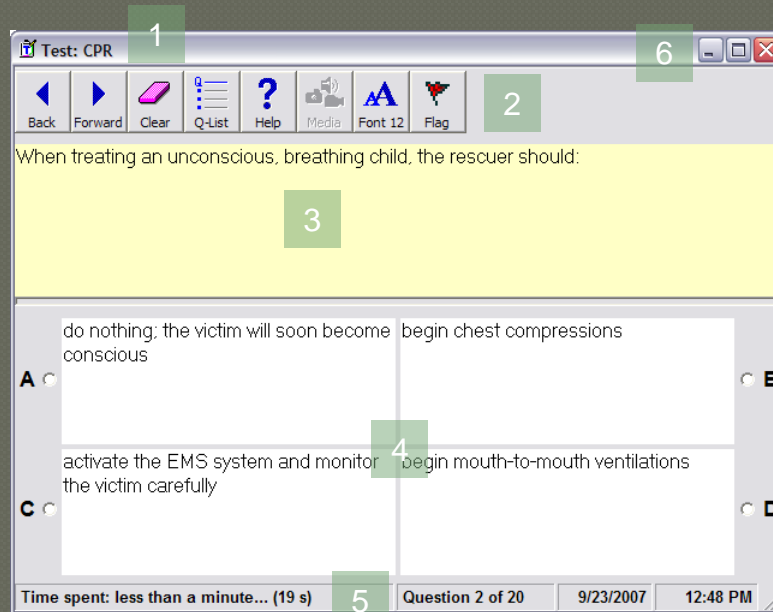 1
Test: CPR
6
Back Forward Clear Q-List Help Media Font 12 Flag
2
When treating an unconscious, breathing child, the rescuer should:
3
do nothing; the victim will soon become
conscious
A
begin chest compressions
activate the EMS system and monitor
the victim carefully
C
4
begin mouth-to-mouth ventilations
Time spent: less than a minute... (19 s)
5
Question 2 of 20
9/23/2007
12:48 PM